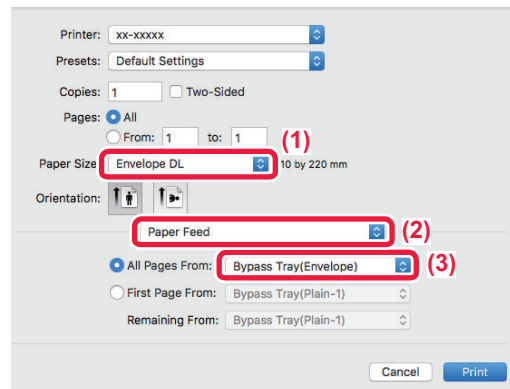 Printer: xx-xxxxx
Presets: Default Settings
Copies: 1 Two-Sided
Pages: All
From: 1 to: 1
(1)
Paper Size Envelope DL 10 by 220 mm
Orientation:
Paper Feed (2)
All Pages From: Bypass Tray(Envelope) (3)
First Page From: Bypass Tray(Plain-1)
Remaining From: Bypass Tray(Plain-1)
Cancel Print